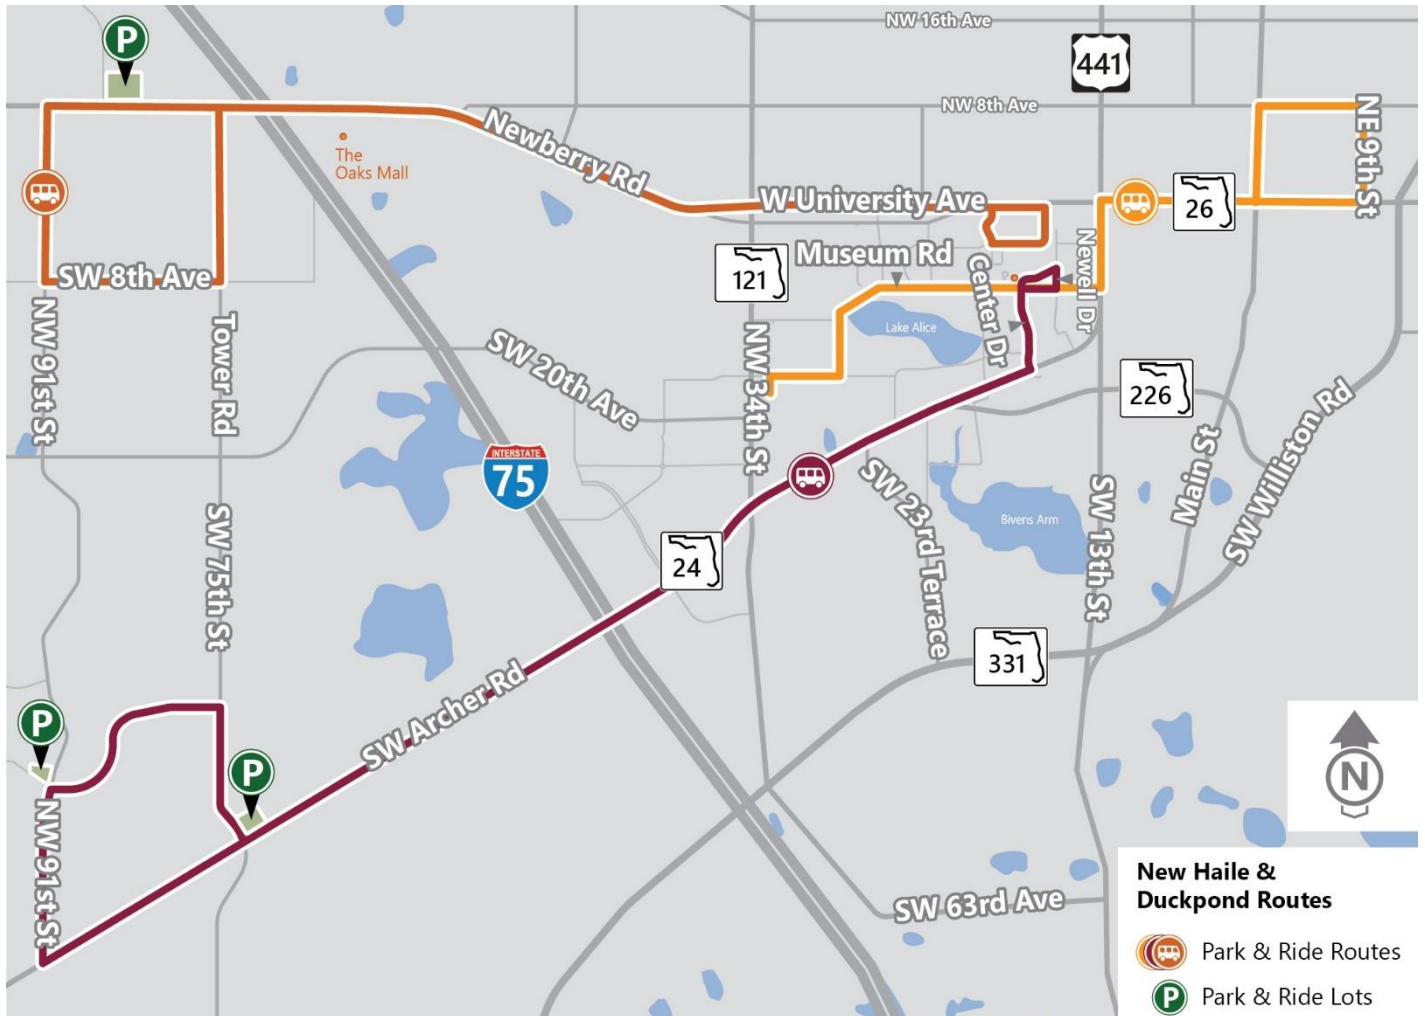 NW 16th Ave
P
441
NW 8th Ave
Newberry Rd
The
Oaks Mall
NE 9th St
W University Ave
26
SW 8th Ave
121
Museum Rd
Center Dr
Newell Dr
Lake Alice
NW 91st St
Tower Rd
SW 20th Ave
NW 34th St
226
INTERSTATE
75
SW 23rd Terrace
Bivens Arm
SW 13th St
Main St
SW Williston Rd
SW 75th St
24
331
P
P
SW Archer Rd
NW 91st St
SW 63rd Ave
N
New Haile &
Duckpond Routes
Park & Ride Routes
P Park & Ride Lots